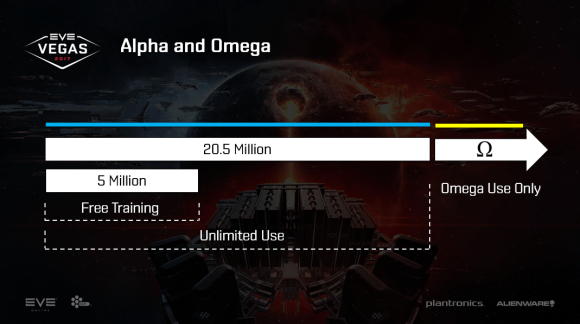 EVE
VEGAS
2017
Alpha and Omega
20.5 Million
Ω
5 Million
Omega Use Only
Free Training
Unlimited Use
EVE
ONLINE
plantronics.
ALIENWARE